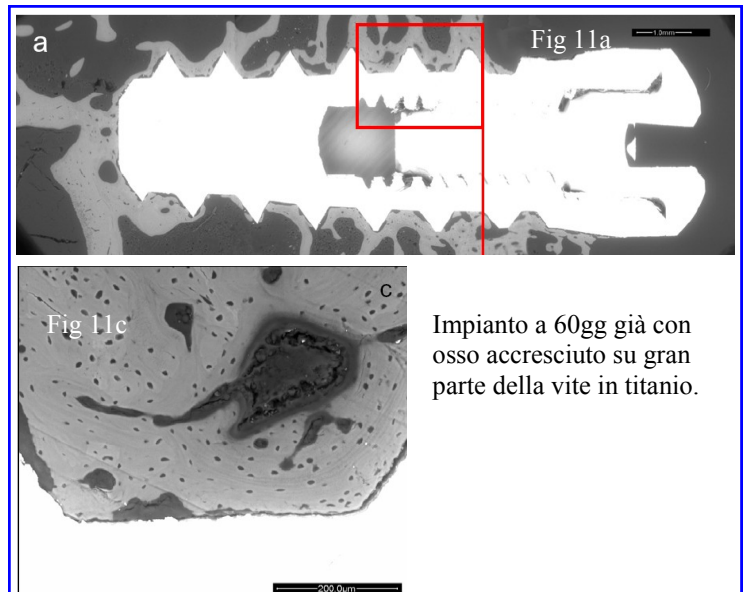 a
Fig 11a
1.0mm
Fig 11c
c
Impianto a 60gg già con
osso accresciuto su gran
parte della vite in titanio.
200.0µm